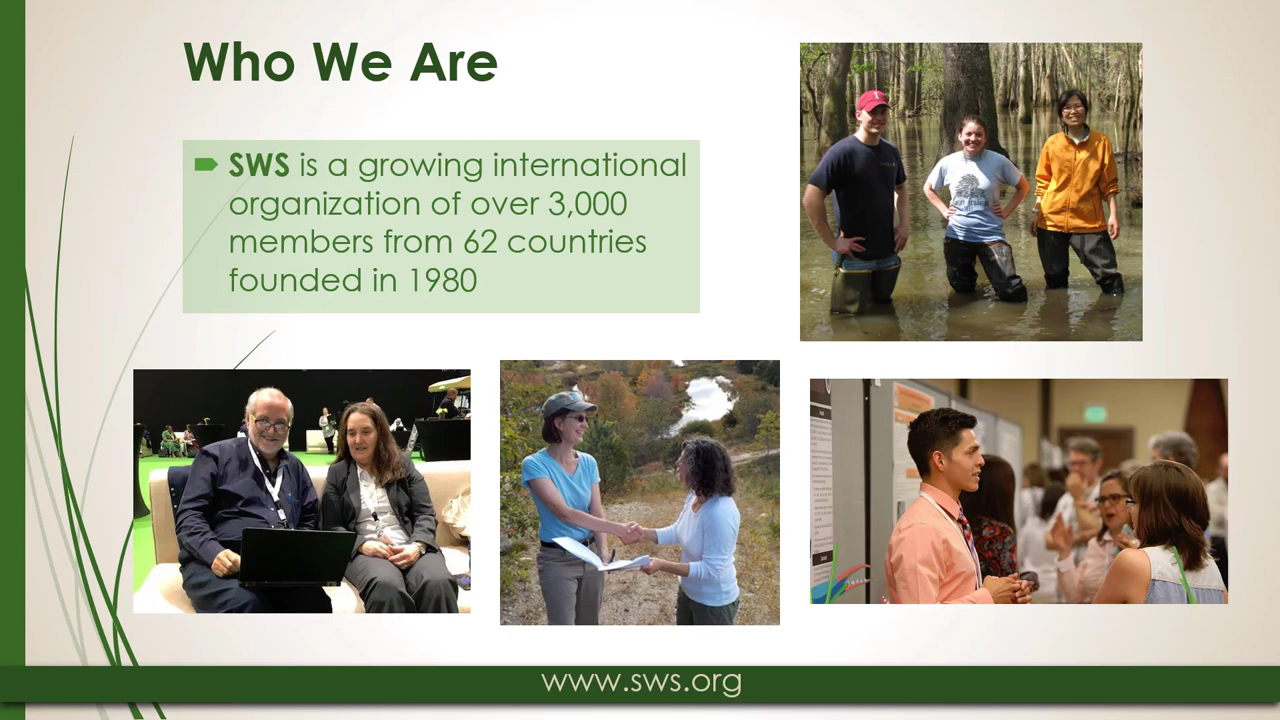 Who We Are
SWS is a growing international
organization of over 3,000
members from 62 countries
founded in 1980
www.sws.org